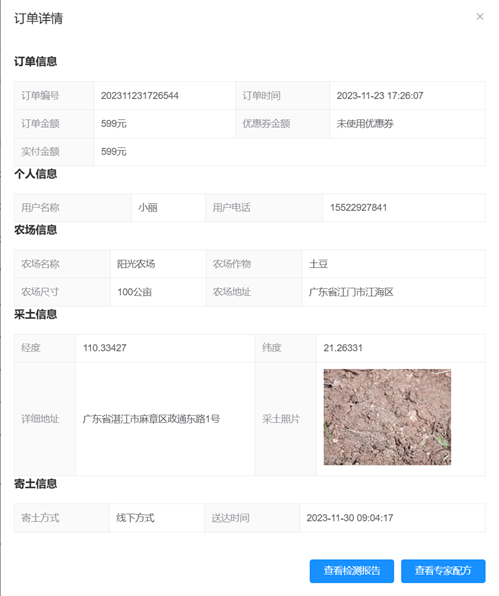 订单详情
×
订单信息
订单编号 202311231726544 订单时间 2023-11-23 17:26:07
订单金额 599元 优惠券金额 未使用优惠券
实付金额 599元
个人信息
用户名称 小丽 用户电话 15522927841
农场信息
农场名称 阳光农场 农场作物 土豆
农场尺寸 100公亩 农场地址 广东省江门市江海区
采土信息
经度 110.33427 纬度 21.26331
详细地址 广东省湛江市麻章区政通东路1号 采土照片
寄土信息
寄土方式 线下方式 送达时间 2023-11-30 09:04:17
查看检测报告 查看专家配方